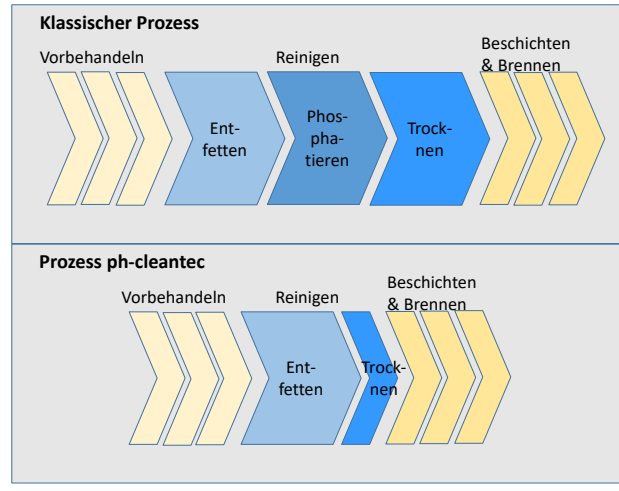 Klassischer Prozess
Vorbehandeln
Reinigen
Beschichten
& Brennen
Ent-
fetten
Phos-
pha-
tieren
Trock-
nen
Prozess ph-cleantec
Vorbehandeln
Reinigen
Beschichten
& Brennen
Ent-
fetten
Trock-
nen